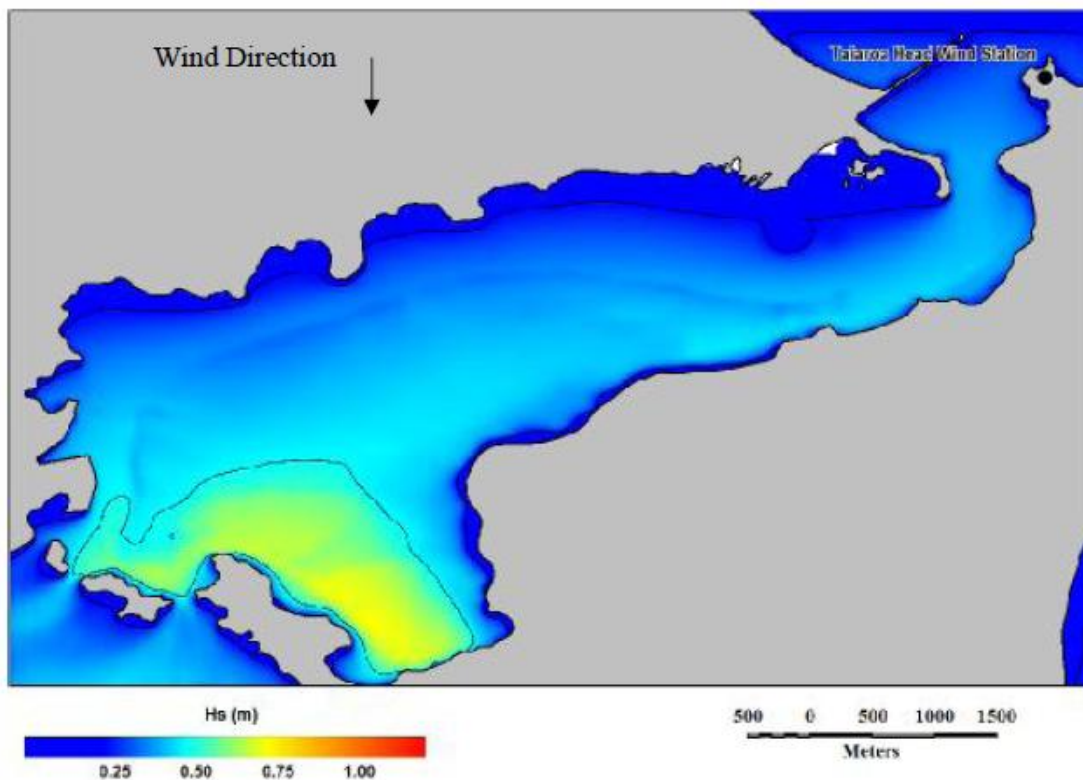 Wind Direction
Taiaroa Head Wind Station
Hs (m)
0.25 0.50 0.75 1.00
500 0 500 1000 1500
Meters